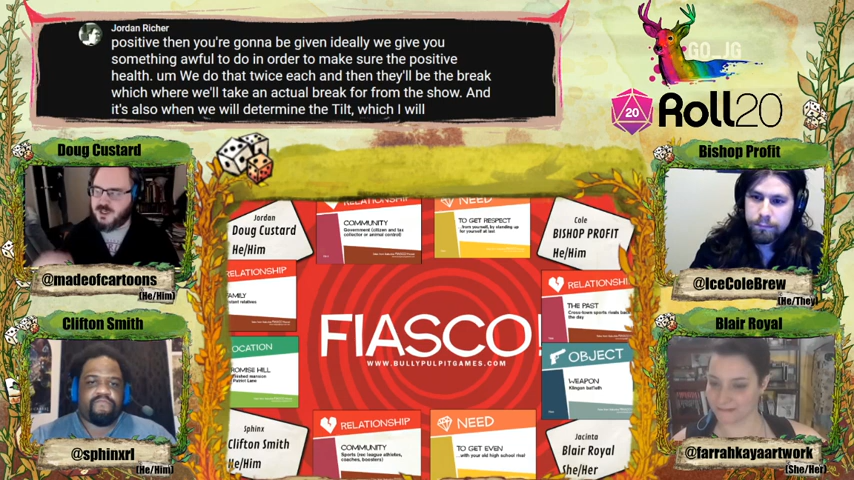 Jordan Richer
positive then you're gonna be given ideally we give you
something awful to do in order to make sure the positive
health. um We do that twice each and then they'll be the break
which where we'll take an actual break for from the show. And
it's also when we will determine the Tilt, which I will
GO_JG
20
Roll20
Doug Custard
@madeofcartoons
(He/Him)
Bishop Profit
@IceColeBrew
(He/They)
Jordan
Doug Custard
He/Him
RELATIONSHIP
COMMUNITY
Government (citizen and tax
collector or animal control)
NEED
TO GET RESPECT
...from yourself, by standing up
for yourself at last
Cole
BISHOP PROFIT
He/Him
RELATIONSHIP
FAMILY
RELATIONSHI
THE PAST
Cross-town sports rivals back
the day
FIASCO!
WWW.BULLYPULPITGAMES.COM
OCATION
ROMISE HILL
OBJECT
WEAPON
Klingon bat'leth
Clifton Smith
@sphinxrl
(He/Him)
Blair Royal
@farrahkayaartwork
(She/Her)
Sphinx
Clifton Smith
He/Him
RELATIONSHIP
COMMUNITY
Sports (rec league athletes,
coaches, boosters)
NEED
TO GET EVEN
...with your old high school rival
Jacinta
Blair Royal
She/Her